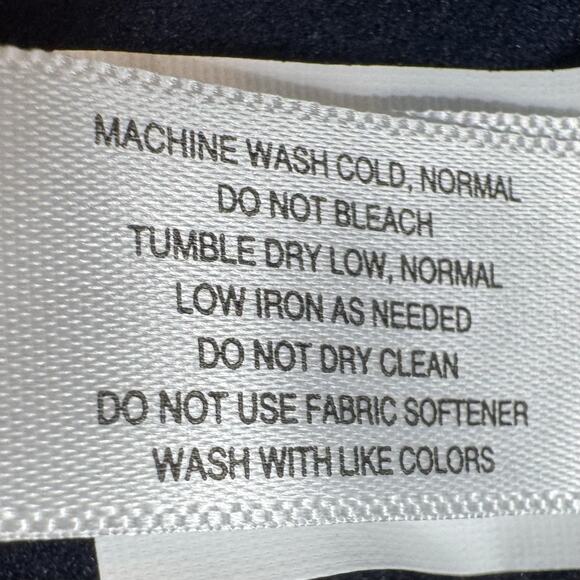 MACHINE WASH COLD, NORMAL
DO NOT BLEACH
TUMBLE DRY LOW, NORMAL
LOW IRON AS NEEDED
DO NOT DRY CLEAN
DO NOT USE FABRIC SOFTENER
WASH WITH LIKE COLORS